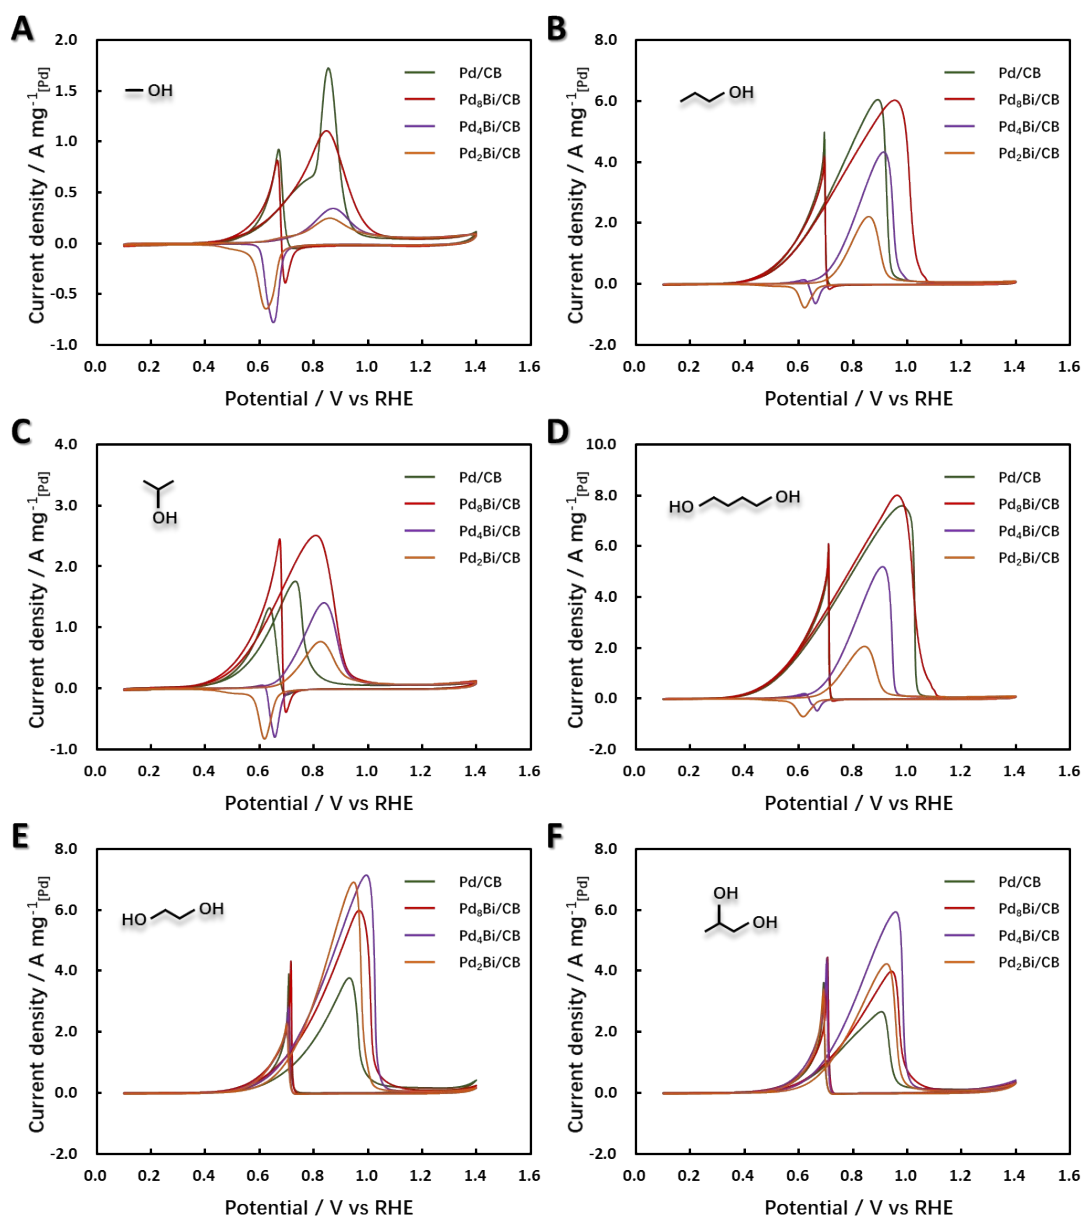 A
2.0
1.5
1.0
0.5
0.0
-0.5
-1.0
0.0 0.2 0.4 0.6 0.8 1.0 1.2 1.4 1.6
Current density / A mg⁻¹[Pd]
Potential / V vs RHE
OH
Pd/CB
Pd₈Bi/CB
Pd₄Bi/CB
Pd₂Bi/CB
B
8.0
6.0
4.0
2.0
0.0
-2.0
0.0 0.2 0.4 0.6 0.8 1.0 1.2 1.4 1.6
Current density / A mg⁻¹[Pd]
Potential / V vs RHE
OH
Pd/CB
Pd₈Bi/CB
Pd₄Bi/CB
Pd₂Bi/CB
C
4.0
3.0
2.0
1.0
0.0
-1.0
0.0 0.2 0.4 0.6 0.8 1.0 1.2 1.4 1.6
Current density / A mg⁻¹[Pd]
Potential / V vs RHE
OH
Pd/CB
Pd₈Bi/CB
Pd₄Bi/CB
Pd₂Bi/CB
D
10.0
8.0
6.0
4.0
2.0
0.0
-2.0
0.0 0.2 0.4 0.6 0.8 1.0 1.2 1.4 1.6
Current density / A mg⁻¹[Pd]
Potential / V vs RHE
HO OH
Pd/CB
Pd₈Bi/CB
Pd₄Bi/CB
Pd₂Bi/CB
E
8.0
6.0
4.0
2.0
0.0
-2.0
0.0 0.2 0.4 0.6 0.8 1.0 1.2 1.4 1.6
Current density / A mg⁻¹[Pd]
Potential / V vs RHE
HO OH
Pd/CB
Pd₈Bi/CB
Pd₄Bi/CB
Pd₂Bi/CB
F
8.0
6.0
4.0
2.0
0.0
-2.0
0.0 0.2 0.4 0.6 0.8 1.0 1.2 1.4 1.6
Current density / A mg⁻¹[Pd]
Potential / V vs RHE
OH
OH
Pd/CB
Pd₈Bi/CB
Pd₄Bi/CB
Pd₂Bi/CB